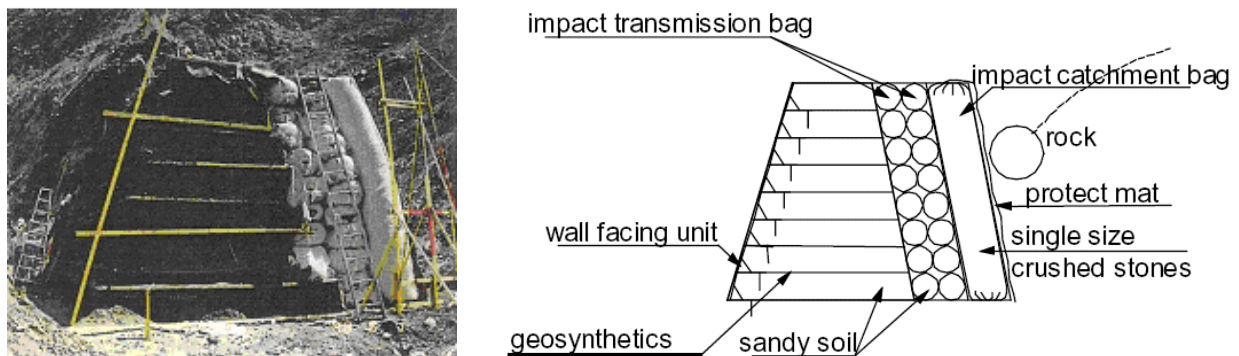 impact transmission bag
impact catchment bag
rock
protect mat
wall facing unit
single size
crushed stones
geosynthetics
sandy soil